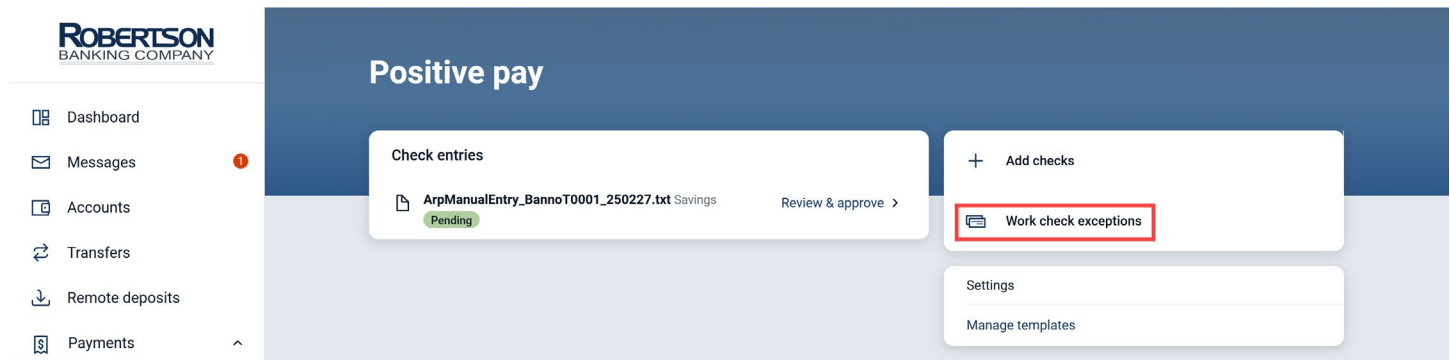 ROBERTSON
BANKING COMPANY
Dashboard
Messages 1
Accounts
Transfers
Remote deposits
Payments
Positive pay
Check entries
ArpManualEntry_BannoT0001_250227.txt Savings Review & approve
Pending
Add checks
Work check exceptions
Settings
Manage templates